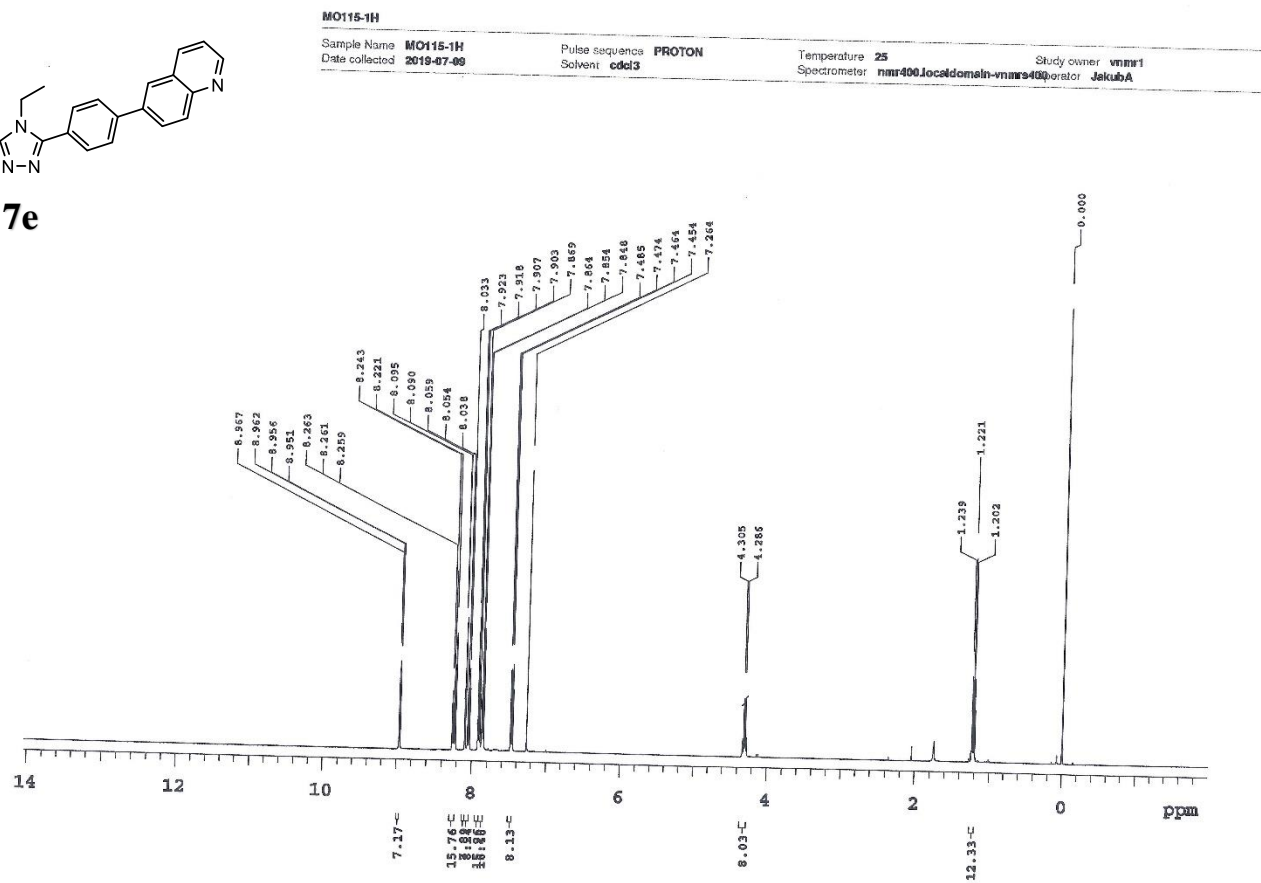 MO115-1H
Sample Name MO115-1H
Date collected 2019-07-09
Pulse sequence PROTON
Solvent cdcl3
Temperature 25
Spectrometer nmr400.localdomain-vnmrs400
Study owner vnmr1
Operator JakubA
N
N
N–N
7e
8.967
8.962
8.956
8.951
8.263
8.261
8.259
8.243
8.221
8.095
8.090
8.059
8.054
8.038
8.033
7.923
7.918
7.907
7.903
7.869
7.864
7.854
7.848
7.485
7.474
7.464
7.454
7.264
4.305
4.286
1.239
1.221
1.202
0.000
14 12 10 8 6 4 2 0 ppm
7.17
15.76
8.13
8.03
12.33